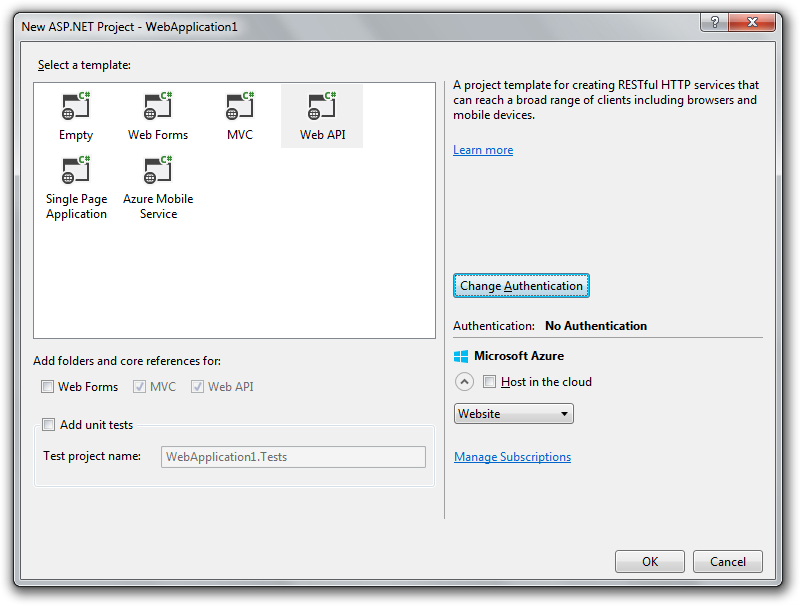 New ASP.NET Project - WebApplication1
?
Select a template:
C# C# C# C#
Empty Web Forms MVC Web API
C# C#
Single Page Azure Mobile
Application Service
A project template for creating RESTful HTTP services that
can reach a broad range of clients including browsers and
mobile devices.
Learn more
Change Authentication
Authentication: No Authentication
Microsoft Azure
Host in the cloud
Website
Manage Subscriptions
Add folders and core references for:
Web Forms MVC Web API
Add unit tests
Test project name: WebApplication1.Tests
OK Cancel